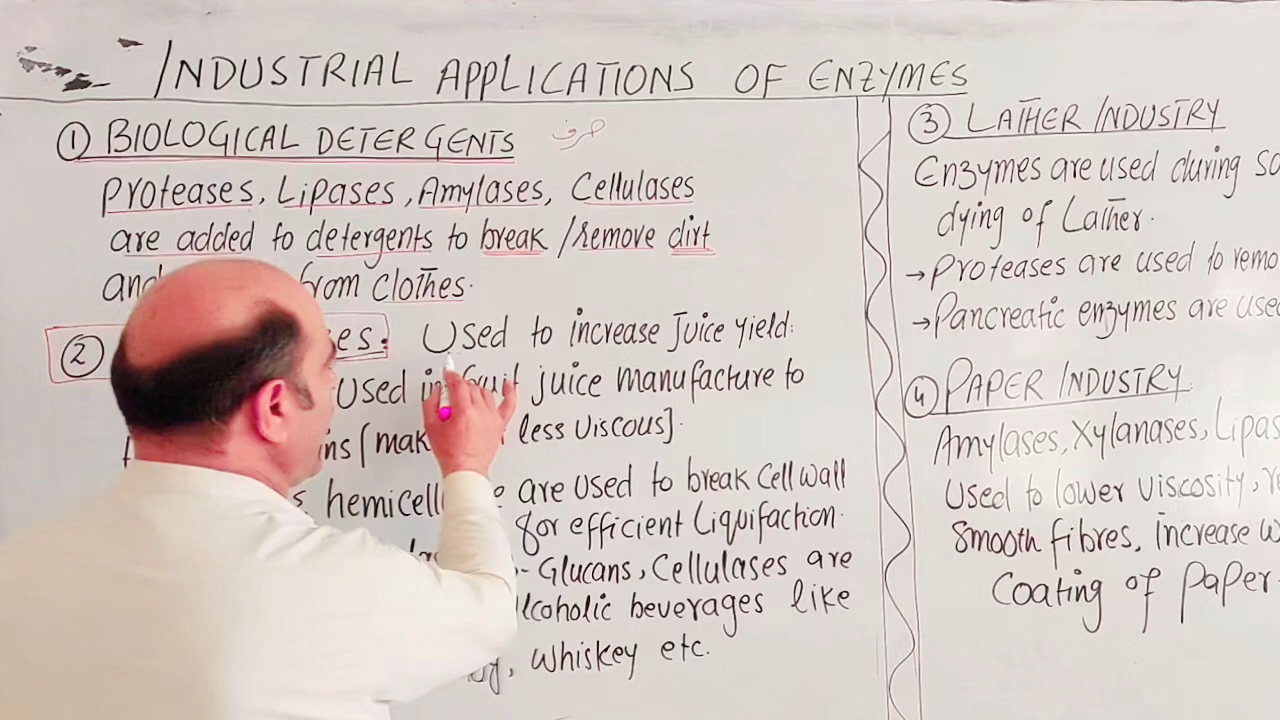 INDUSTRIAL APPLICATIONS OF ENZYMES
① BIOLOGICAL DETERGENTS صرف
Proteases, Lipases, Amylases, Cellulases
are added to detergents to break / remove dirt
and from clothes.
② Used to increase Juice yield.
Used in fruit juice manufacture to
less viscous].
hemicell are used to break Cell wall
for efficient Liquifaction.
Glucans, Cellulases are
beverages like
, whiskey etc.
③ LATHER INDUSTRY
Enzymes are used during
dying of Lather.
→ Proteases are used to
→ Pancreatic enzymes are
④ PAPER INDUSTRY.
Amylases, Xylanases,
Used to lower viscosity,
Smooth fibres, increase
Coating of Paper.